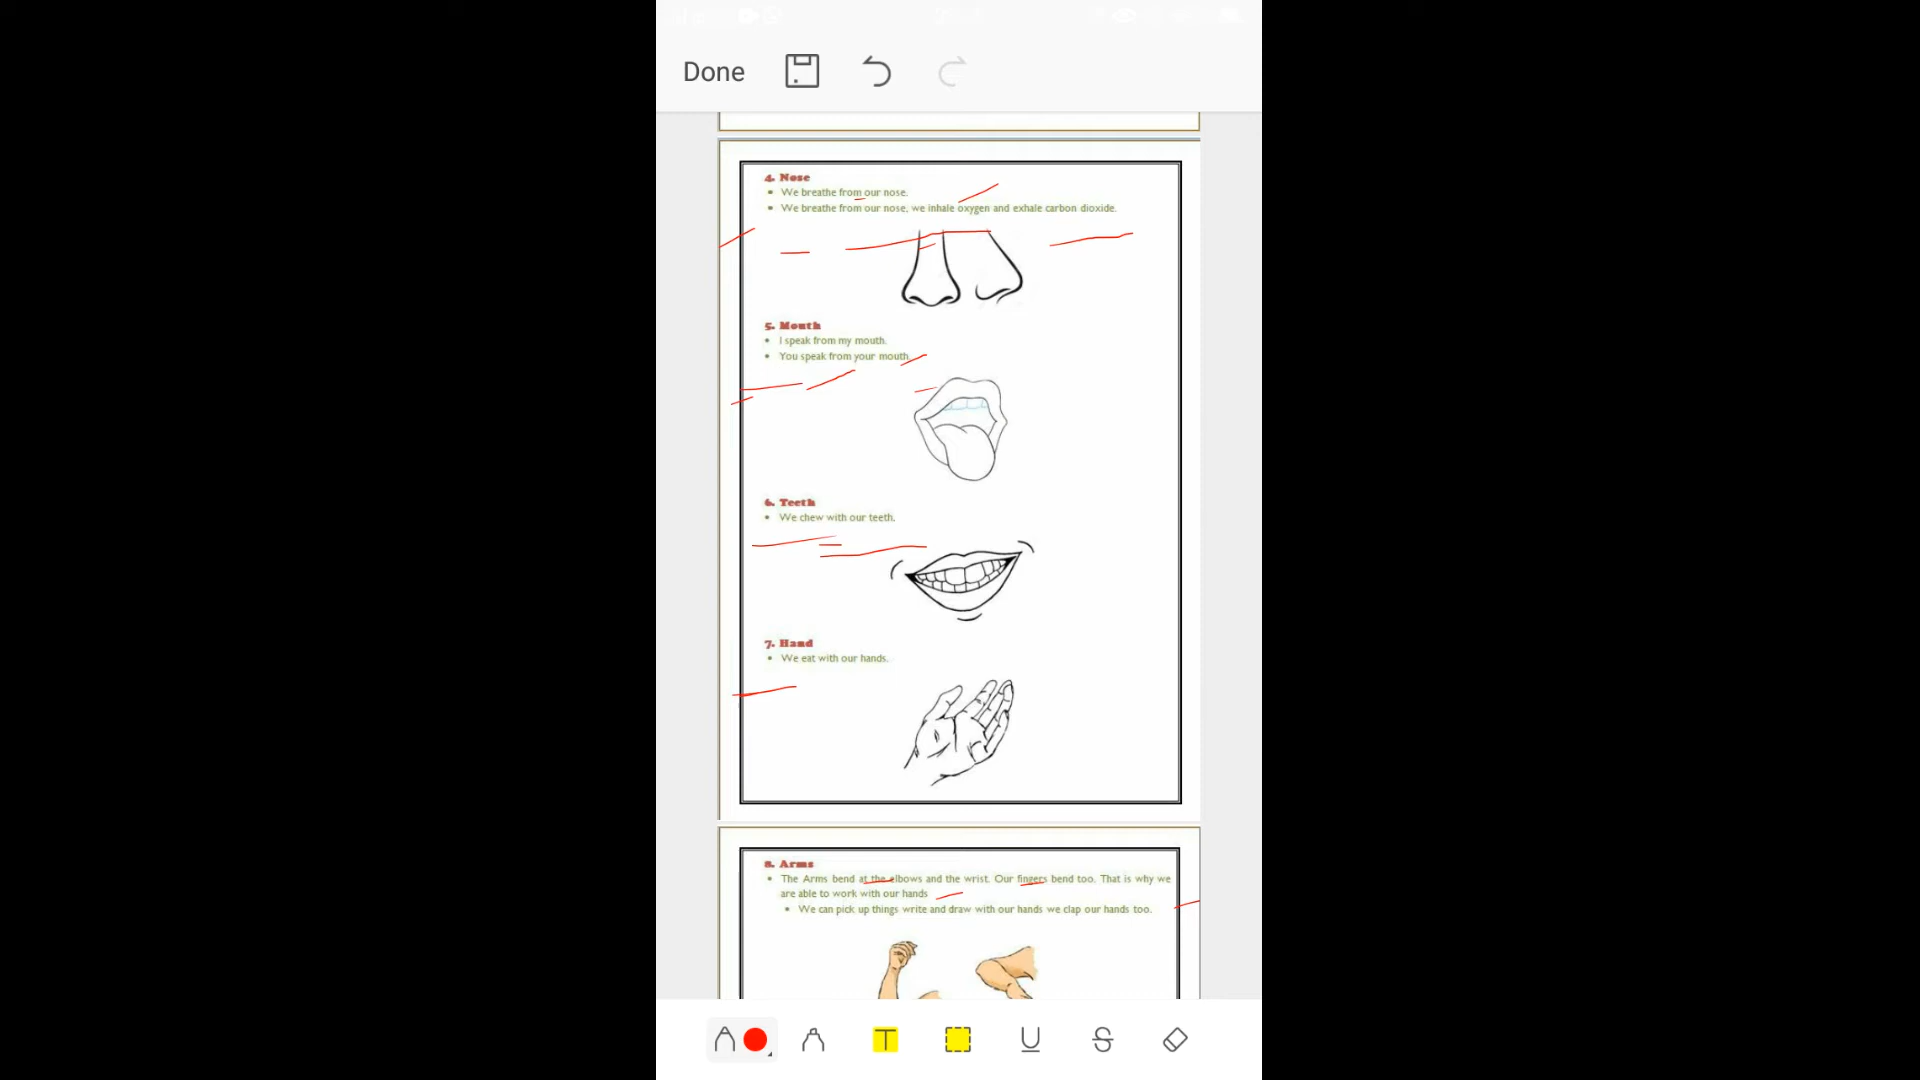 Done
4. Nose
• We breathe from our nose.
• We breathe from our nose, we inhale oxygen and exhale carbon dioxide.
5. Mouth
• I speak from my mouth.
• You speak from your mouth.
6. Teeth
• We chew with our teeth.
7. Hand
• We eat with our hands.
8. Arms
• The Arms bend at the elbows and the wrist. Our fingers bend too. That is why we
are able to work with our hands
• We can pick up things write and draw with our hands we clap our hands too.
T
U
S